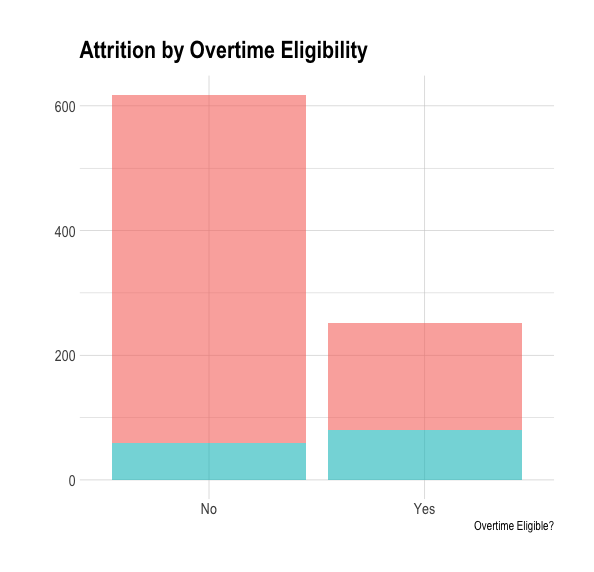 Attrition by Overtime Eligibility
600
400
200
0
No Yes
Overtime Eligible?